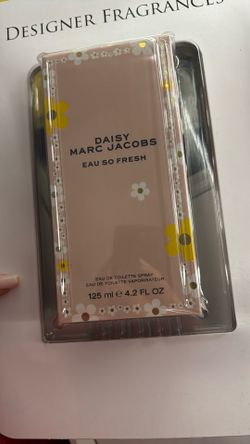 DESIGNER FRAGRANCES
DAISY
MARC JACOBS
EAU SO FRESH
EAU DE TOILETTE SPRAY
EAU DE TOILETTE VAPORISATEUR
125 ml ℮ 4.2 FL OZ